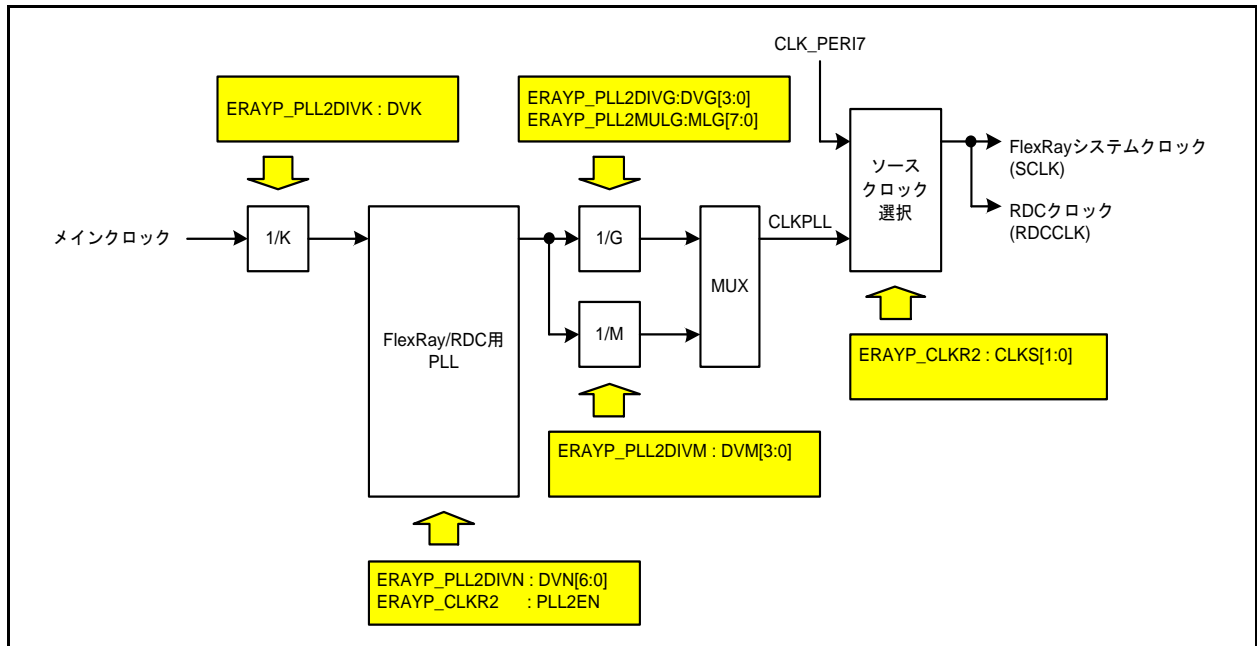 CLK_PERI7
ERAYP_PLL2DIVK : DVK
ERAYP_PLL2DIVG:DVG[3:0]
ERAYP_PLL2MULG:MLG[7:0]
メインクロック
1/K
FlexRay/RDC用
PLL
1/G
1/M
MUX
CLKPLL
ソース
クロック
選択
FlexRayシステムクロック
(SCLK)
RDCクロック
(RDCCLK)
ERAYP_CLKR2 : CLKS[1:0]
ERAYP_PLL2DIVM : DVM[3:0]
ERAYP_PLL2DIVN : DVN[6:0]
ERAYP_CLKR2 : PLL2EN